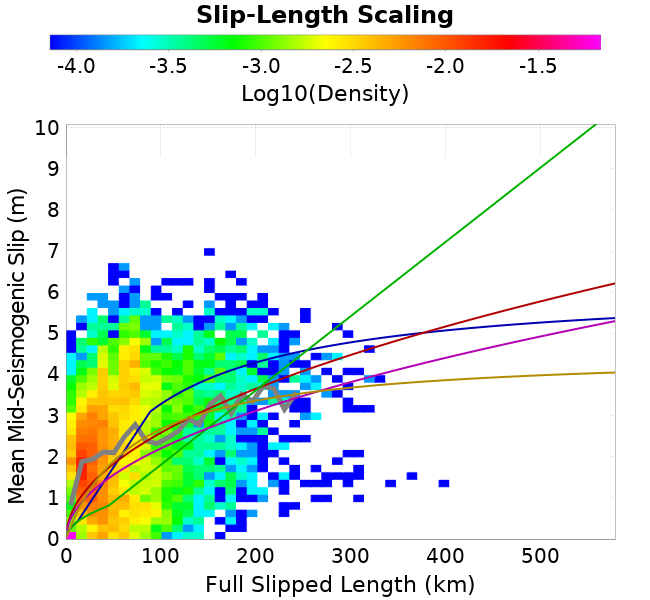 Slip-Length Scaling
-4.0 -3.5 -3.0 -2.5 -2.0 -1.5
Log10(Density)
10
9
8
7
6
5
4
3
2
1
0
Mean Mid-Seismogenic Slip (m)
0 100 200 300 400 500
Full Slipped Length (km)